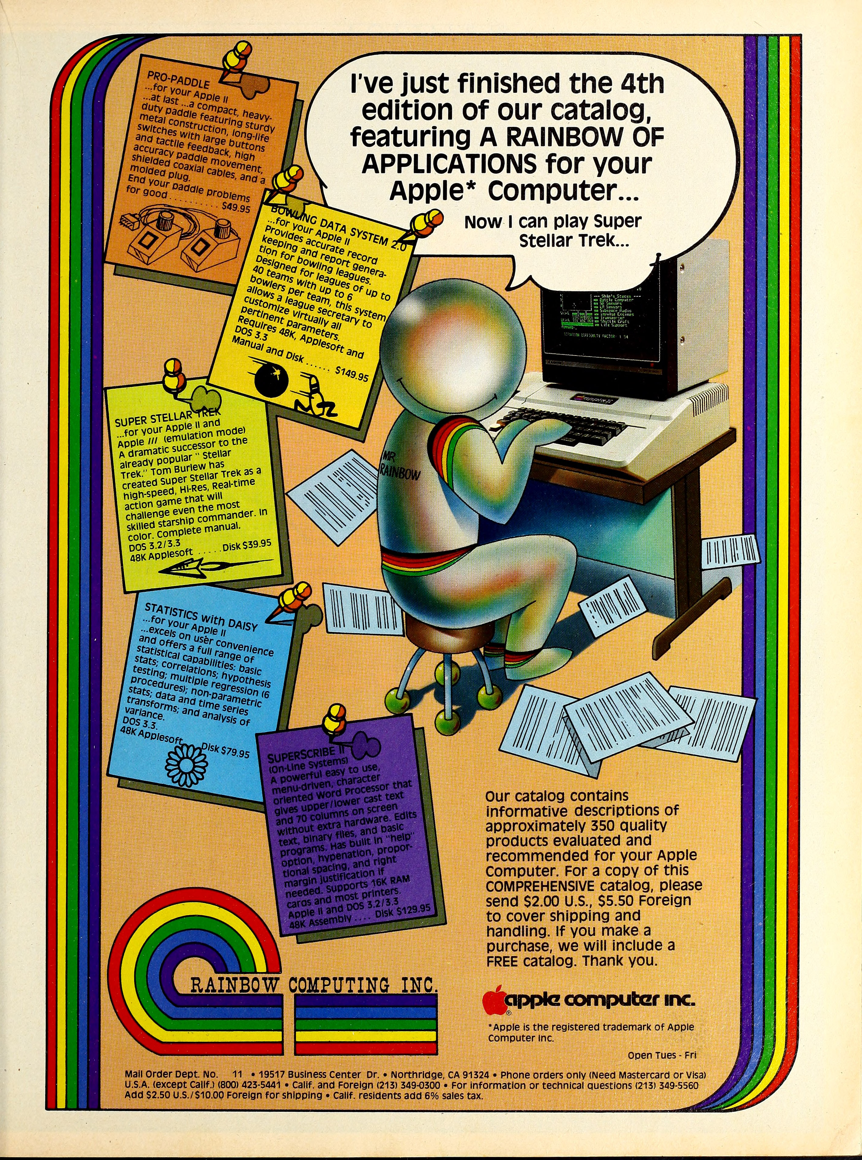 I've just finished the 4th
edition of our catalog,
featuring A RAINBOW OF
APPLICATIONS for your
Apple* Computer...
Now I can play Super
Stellar Trek...
PRO-PADDLE
...for your Apple II
...at last ...a compact, heavy-
duty paddle featuring sturdy
metal construction, long-life
switches with large buttons
and tactile feedback, high
accuracy paddle movement,
shielded coaxial cables, and a
molded plug.
End your paddle problems
for good .......... $49.95
BOWLING DATA SYSTEM 2.0
...for your Apple II
Provides accurate record
keeping and report genera-
tion for bowling leagues.
Designed for leagues of up to
40 teams with up to 6
bowlers per team, this system
allows a league secretary to
customize virtually all
pertinent parameters.
Requires 48K, Applesoft and
DOS 3.3
Manual and Disk ...... $149.95
SUPER STELLAR TREK
...for your Apple II and
Apple /// (emulation mode)
A dramatic successor to the
already popular " Stellar
Trek." Tom Burlew has
created Super Stellar Trek as a
high-speed, Hi-Res, Real-time
action game that will
challenge even the most
skilled starship commander. In
color. Complete manual.
DOS 3.2/3.3
48K Applesoft ..... Disk $39.95
MR
RAINBOW
STATISTICS with DAISY
...for your Apple II
...excels on user convenience
and offers a full range of
statistical capabilities: basic
stats; correlations; hypothesis
testing; multiple regression (6
procedures); non-parametric
stats; data and time series
transforms; and analysis of
variance.
DOS 3.3
48K Applesoft Disk $79.95
SUPERSCRIBE II
(On-Line Systems)
A powerful easy to use,
menu-driven, character
oriented Word Processor that
gives upper/lower cast text
and 70 columns on screen
without extra hardware. Edits
text, binary files, and basic
programs. Has built in "help"
option, hypenation, propor-
tional spacing, and right
margin justification if
needed. Supports 16K RAM
cards and most printers.
Apple II and DOS 3.2/3.3
48K Assembly .... Disk $129.95
Our catalog contains
informative descriptions of
approximately 350 quality
products evaluated and
recommended for your Apple
Computer. For a copy of this
COMPREHENSIVE catalog, please
send $2.00 U.S., $5.50 Foreign
to cover shipping and
handling. If you make a
purchase, we will include a
FREE catalog. Thank you.
RAINBOW COMPUTING INC.
apple computer inc.
®
*Apple is the registered trademark of Apple
Computer Inc.
Open Tues - Fri
Mail Order Dept. No. 11 • 19517 Business Center Dr. • Northridge, CA 91324 • Phone orders only (Need Mastercard or Visa)
U.S.A. (except Calif.) (800) 423-5441 • Calif. and Foreign (213) 349-0300 • For information or technical questions (213) 349-5560
Add $2.50 U.S./$10.00 Foreign for shipping • Calif. residents add 6% sales tax.